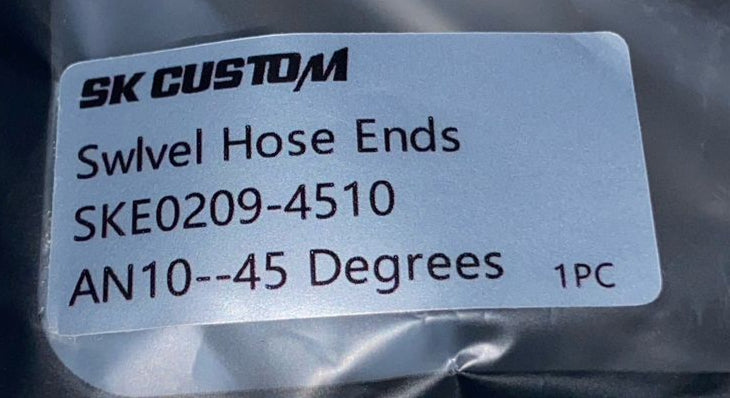 SK CUSTOM
Swlvel Hose Ends
SKE0209-4510
AN10--45 Degrees 1PC